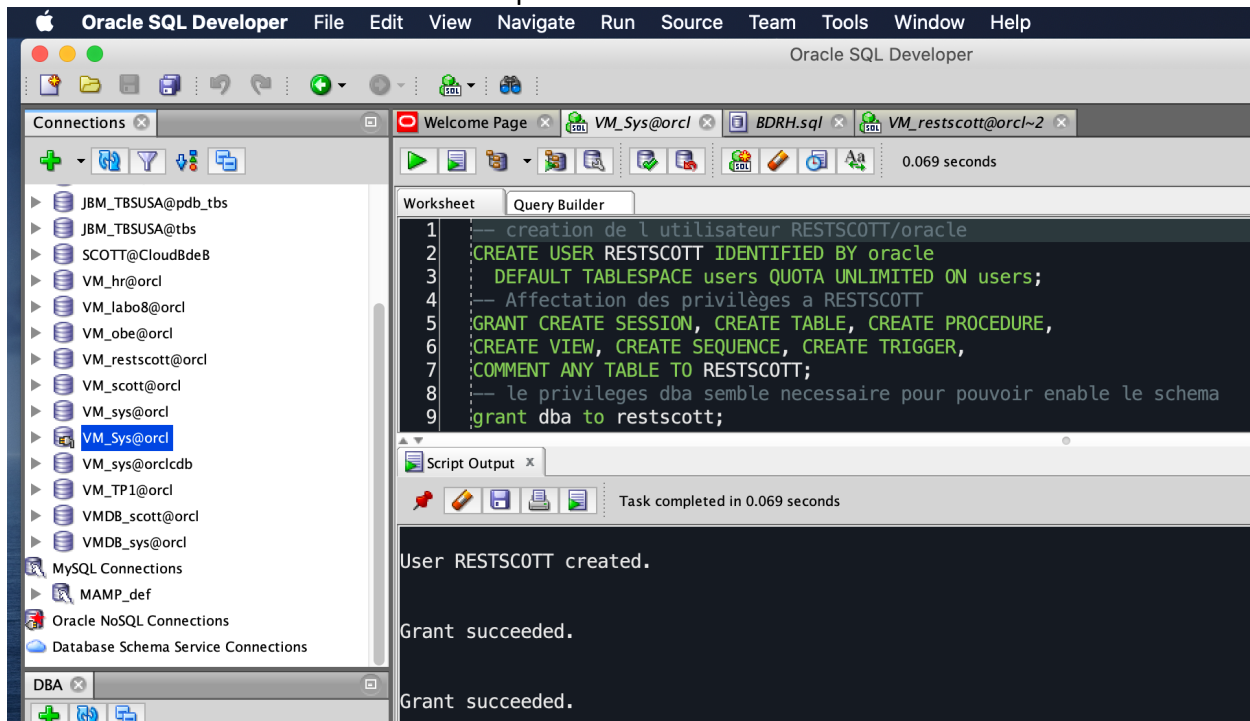 Oracle SQL Developer File Edit View Navigate Run Source Team Tools Window Help
Oracle SQL Developer
Connections
Welcome Page
VM_Sys@orcl
BDRH.sql
VM_restscott@orcl~2
0.069 seconds
JBM_TBSUSA@pdb_tbs
JBM_TBSUSA@tbs
SCOTT@CloudBdeB
VM_hr@orcl
VM_labo8@orcl
VM_obe@orcl
VM_restscott@orcl
VM_scott@orcl
VM_sys@orcl
VM_Sys@orcl
VM_sys@orclcdb
VM_TP1@orcl
VMDB_scott@orcl
VMDB_sys@orcl
MySQL Connections
MAMP_def
Oracle NoSQL Connections
Database Schema Service Connections
DBA
Worksheet Query Builder
1 -- creation de l utilisateur RESTSCOTT/oracle
2 CREATE USER RESTSCOTT IDENTIFIED BY oracle
3 DEFAULT TABLESPACE users QUOTA UNLIMITED ON users;
4 -- Affectation des privilèges a RESTSCOTT
5 GRANT CREATE SESSION, CREATE TABLE, CREATE PROCEDURE,
6 CREATE VIEW, CREATE SEQUENCE, CREATE TRIGGER,
7 COMMENT ANY TABLE TO RESTSCOTT;
8 -- le privileges dba semble necessaire pour pouvoir enable le schema
9 grant dba to restscott;
Script Output x
Task completed in 0.069 seconds
User RESTSCOTT created.
Grant succeeded.
Grant succeeded.